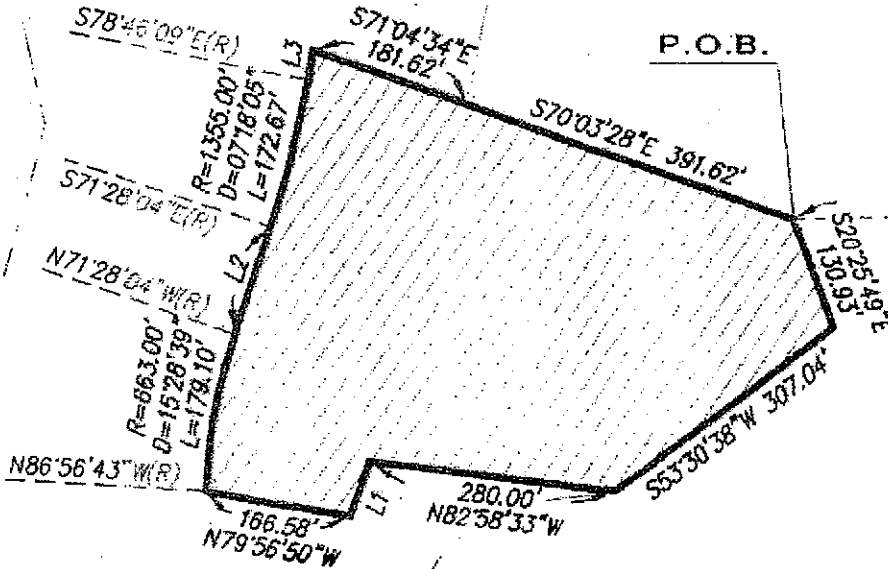 S78°46'09"E(R)
L3
S71°04'34"E
181.62'
P.O.B.
R=1355.00'
D=07°18'05"
L=172.67'
S70°03'28"E 391.62'
S71°28'04"E(R)
L2
S20°25'49"E
130.93'
N71°28'04"W(R)
R=663.00'
D=15°28'39"
L=179.10'
S53°30'38"W 307.04'
N86°56'43"W(R)
L1
280.00'
N82°58'33"W
166.58'
N79°56'50"W